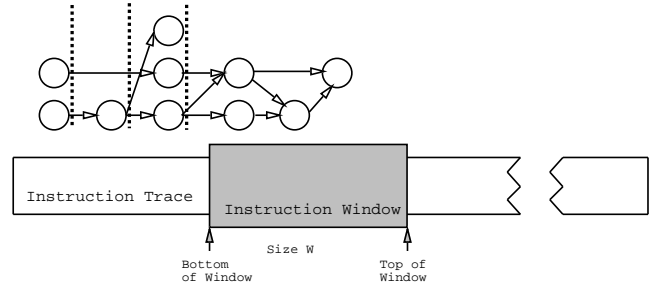 Instruction Trace
Instruction Window
Size W
Bottom
of Window
Top of
Window